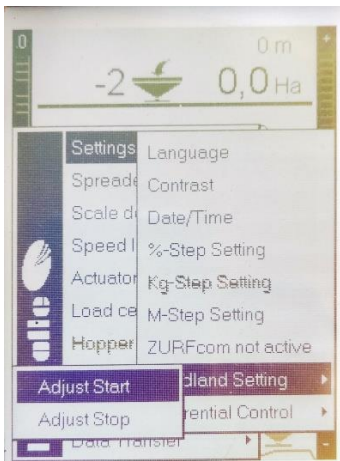 .0
0 m
-2
0,0 Ha
Settings
Spreade
Scale d
Speed l
Actuator
Load ce
Hopper
Language
Contrast
Date/Time
%-Step Setting
Kg-Step Setting
M-Step Setting
ZURFcom not active
dland Setting
rential Control
Adjust Start
Adjust Stop
Data Transfer